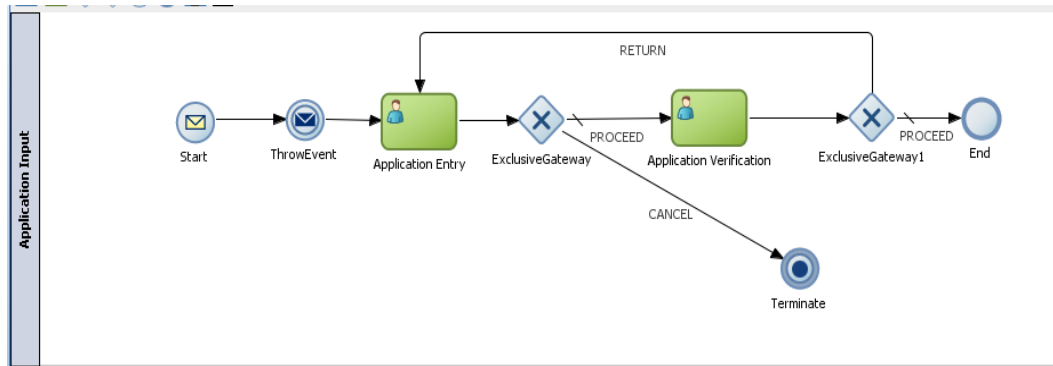 Application Input
RETURN
Start
ThrowEvent
Application Entry
ExclusiveGateway
PROCEED
Application Verification
ExclusiveGateway1
PROCEED
End
CANCEL
Terminate